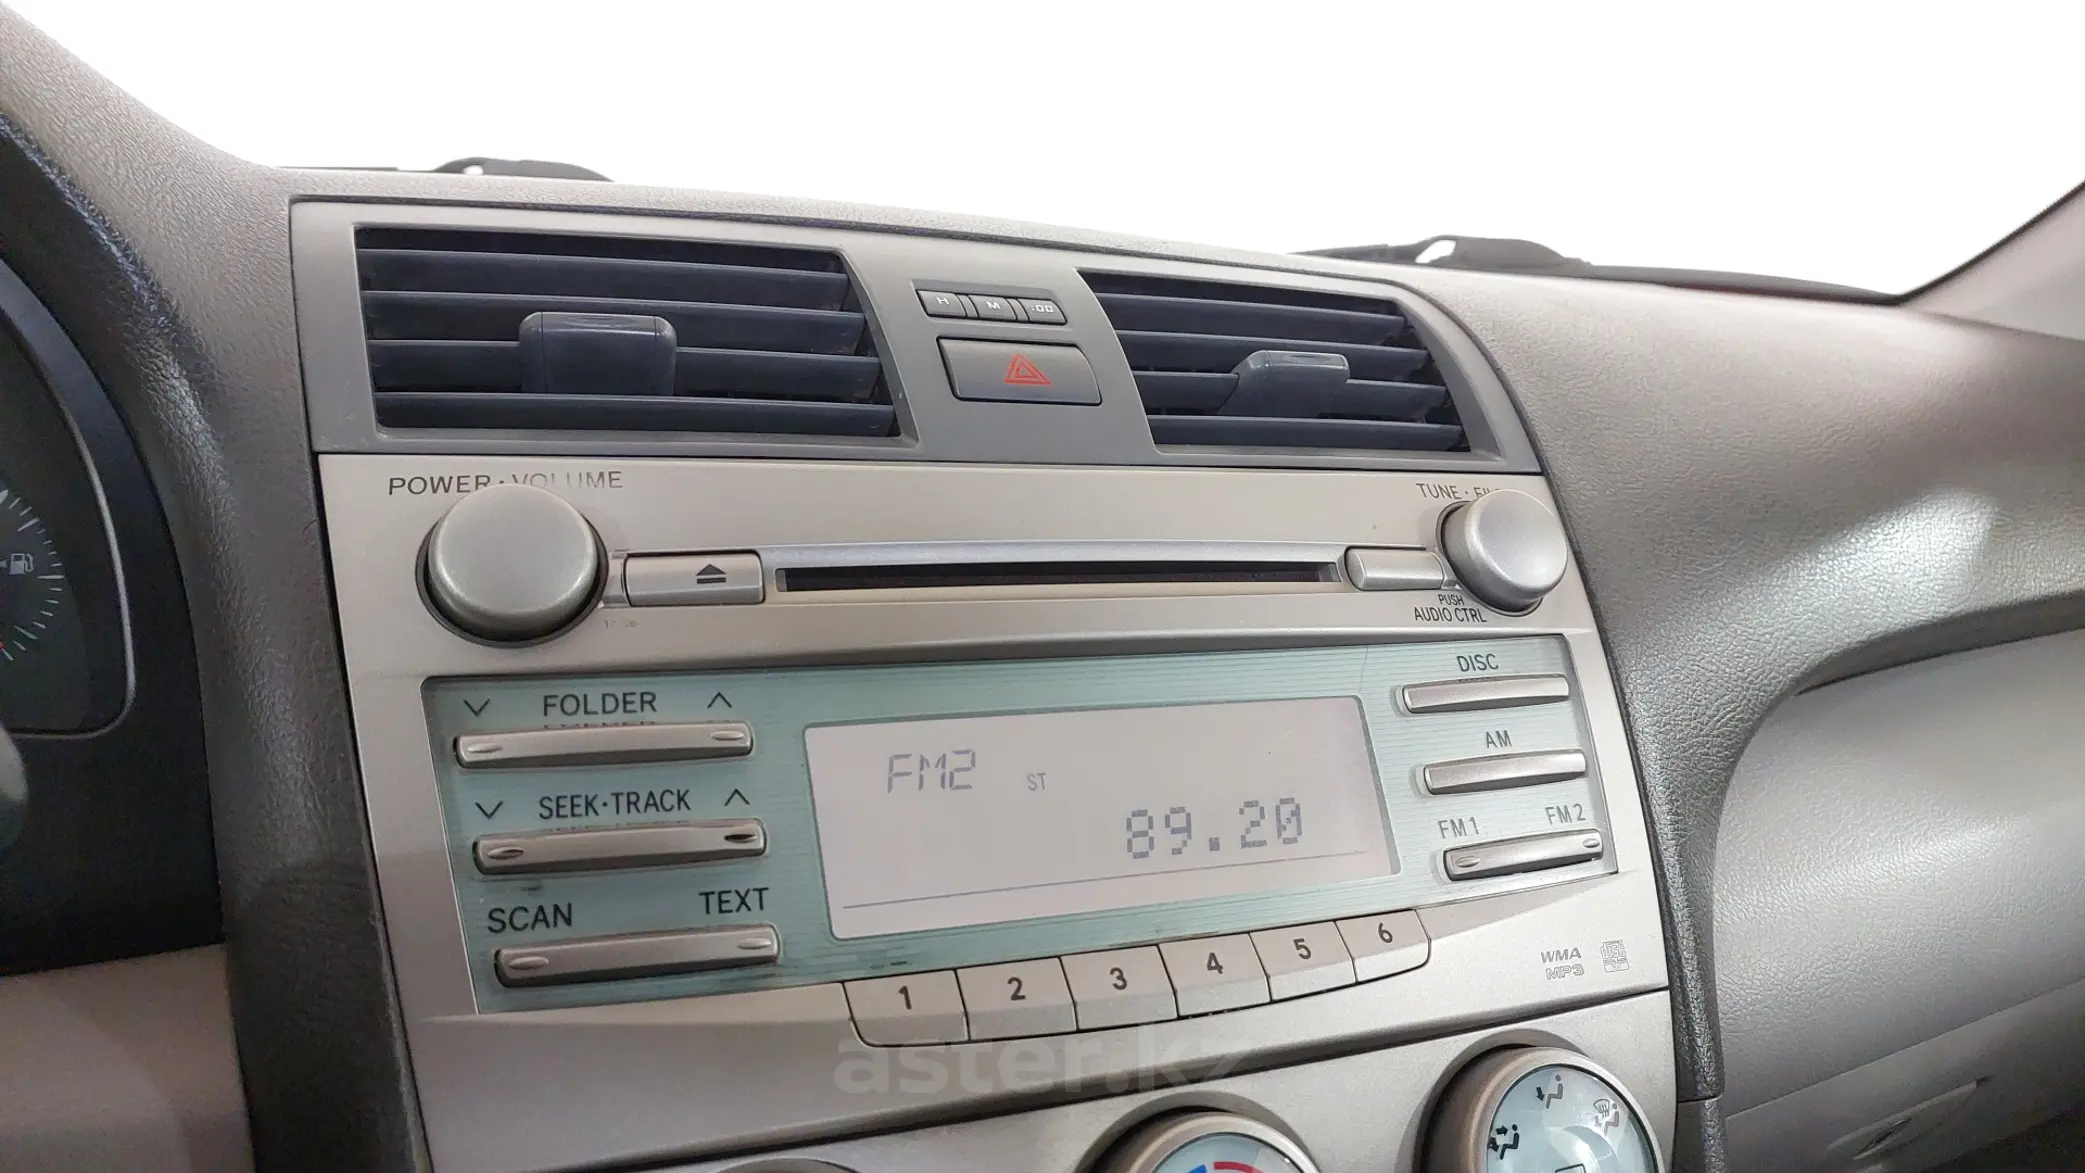 H M :00
POWER · VOLUME
TUNE ·
PUSH
AUDIO CTRL
FOLDER
DISC
AM
SEEK·TRACK
FM1 FM2
SCAN TEXT
FM2 ST
89.20
1 2 3 4 5 6
WMA
MP3
aster.kz